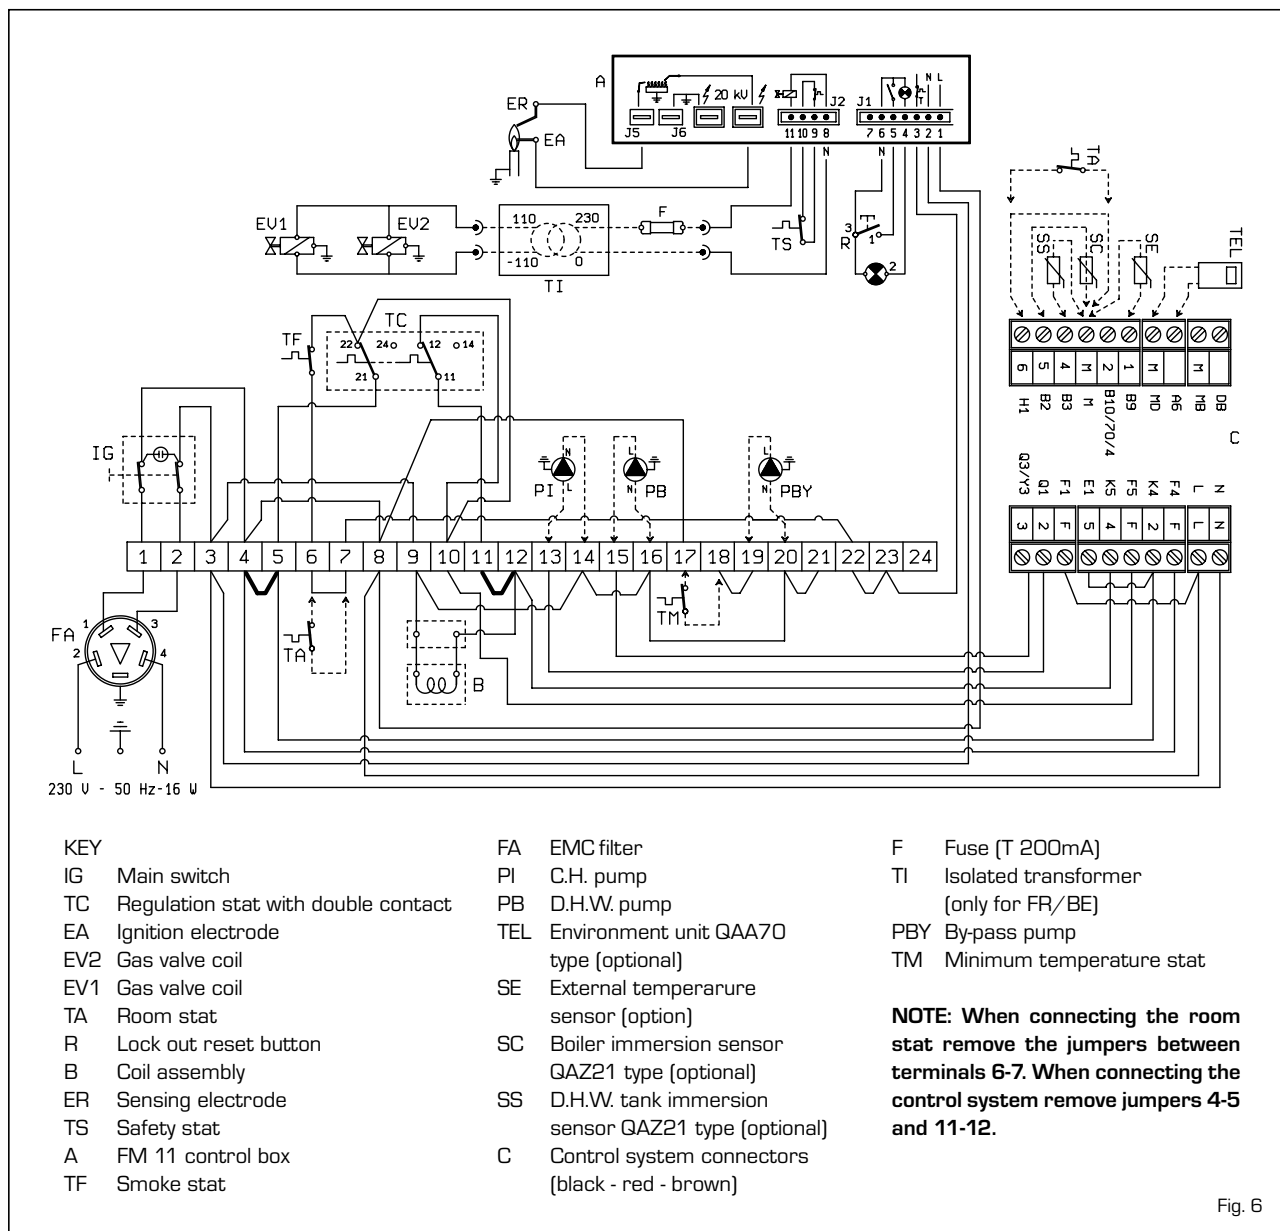 A
ER
EA
J5
J6
20 kV
J2
J1
N L
T
11 10 9 8
7 6 5 4 3 2 1
N
N
EV1
EV2
110
230
-110
0
TI
F
TS
R
3
1
2
TA
SS
SC
SE
TEL
TF
TC
22
24
12
14
21
11
6 5 4 M 2 1 M M
H1 B2 B3 M B10/70/4 B9 MD A6 MB DB
C
IG
PI
N
L
PB
L
N
PBY
L
N
Q3/Y3 Q1 F1 E1 K5 F5 K4 F4 L N
3 2 F 5 4 F 2 F L N
1 2 3 4 5 6 7 8 9 10 11 12 13 14 15 16 17 18 19 20 21 22 23 24
FA
1
3
2
4
TA
TM
B
L
N
230 V - 50 Hz-16 W
KEY
IG Main switch
TC Regulation stat with double contact
EA Ignition electrode
EV2 Gas valve coil
EV1 Gas valve coil
TA Room stat
R Lock out reset button
B Coil assembly
ER Sensing electrode
TS Safety stat
A FM 11 control box
TF Smoke stat
FA EMC filter
PI C.H. pump
PB D.H.W. pump
TEL Environment unit QAA70
type (optional)
SE External temperarure
sensor (option)
SC Boiler immersion sensor
QAZ21 type (optional)
SS D.H.W. tank immersion
sensor QAZ21 type (optional)
C Control system connectors
(black - red - brown)
F Fuse (T 200mA)
TI Isolated transformer
(only for FR/BE)
PBY By-pass pump
TM Minimum temperature stat
NOTE: When connecting the room
stat remove the jumpers between
terminals 6-7. When connecting the
control system remove jumpers 4-5
and 11-12.
Fig. 6